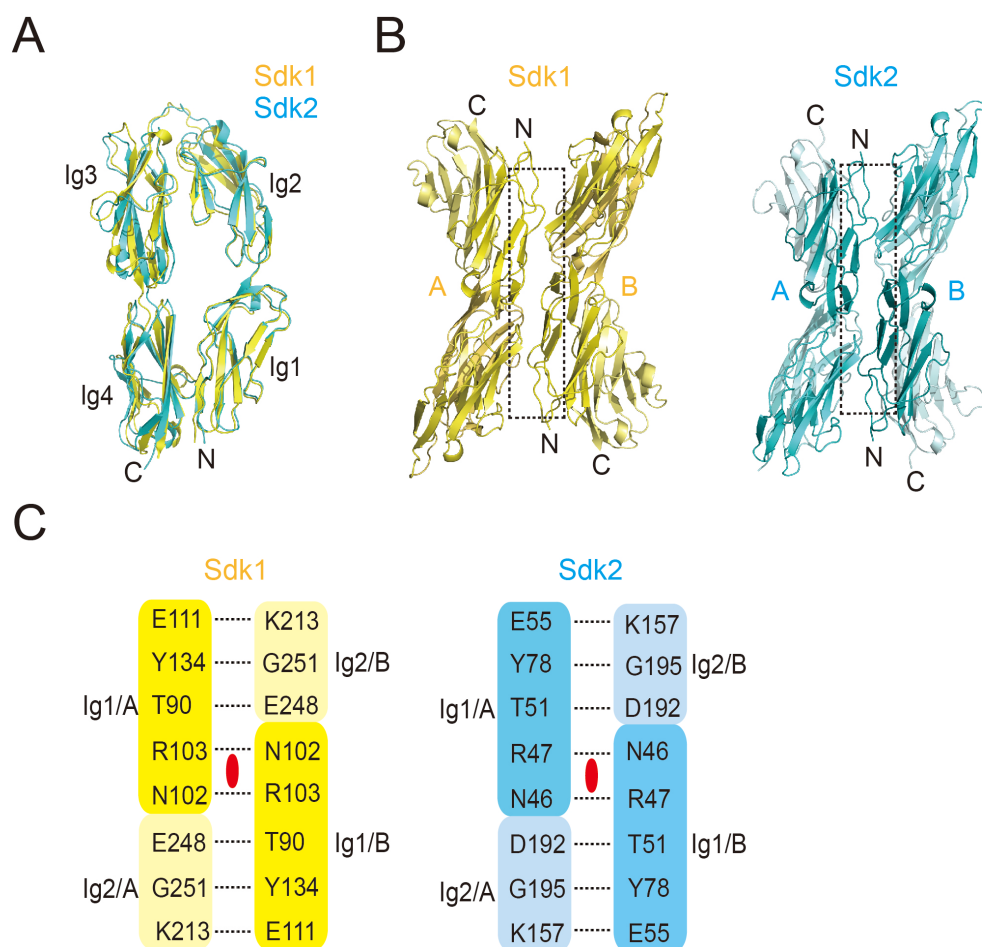 A
Sdk1
Sdk2
Ig3
Ig2
Ig4
Ig1
C
N
B
Sdk1
C
N
A
B
N
C
Sdk2
C
N
A
B
N
C
C
Sdk1
E111 K213
Y134 G251 Ig2/B
Ig1/A T90 E248
R103 N102
N102 R103
E248 T90 Ig1/B
Ig2/A G251 Y134
K213 E111
Sdk2
E55 K157
Y78 G195 Ig2/B
Ig1/A T51 D192
R47 N46
N46 R47
D192 T51 Ig1/B
Ig2/A G195 Y78
K157 E55